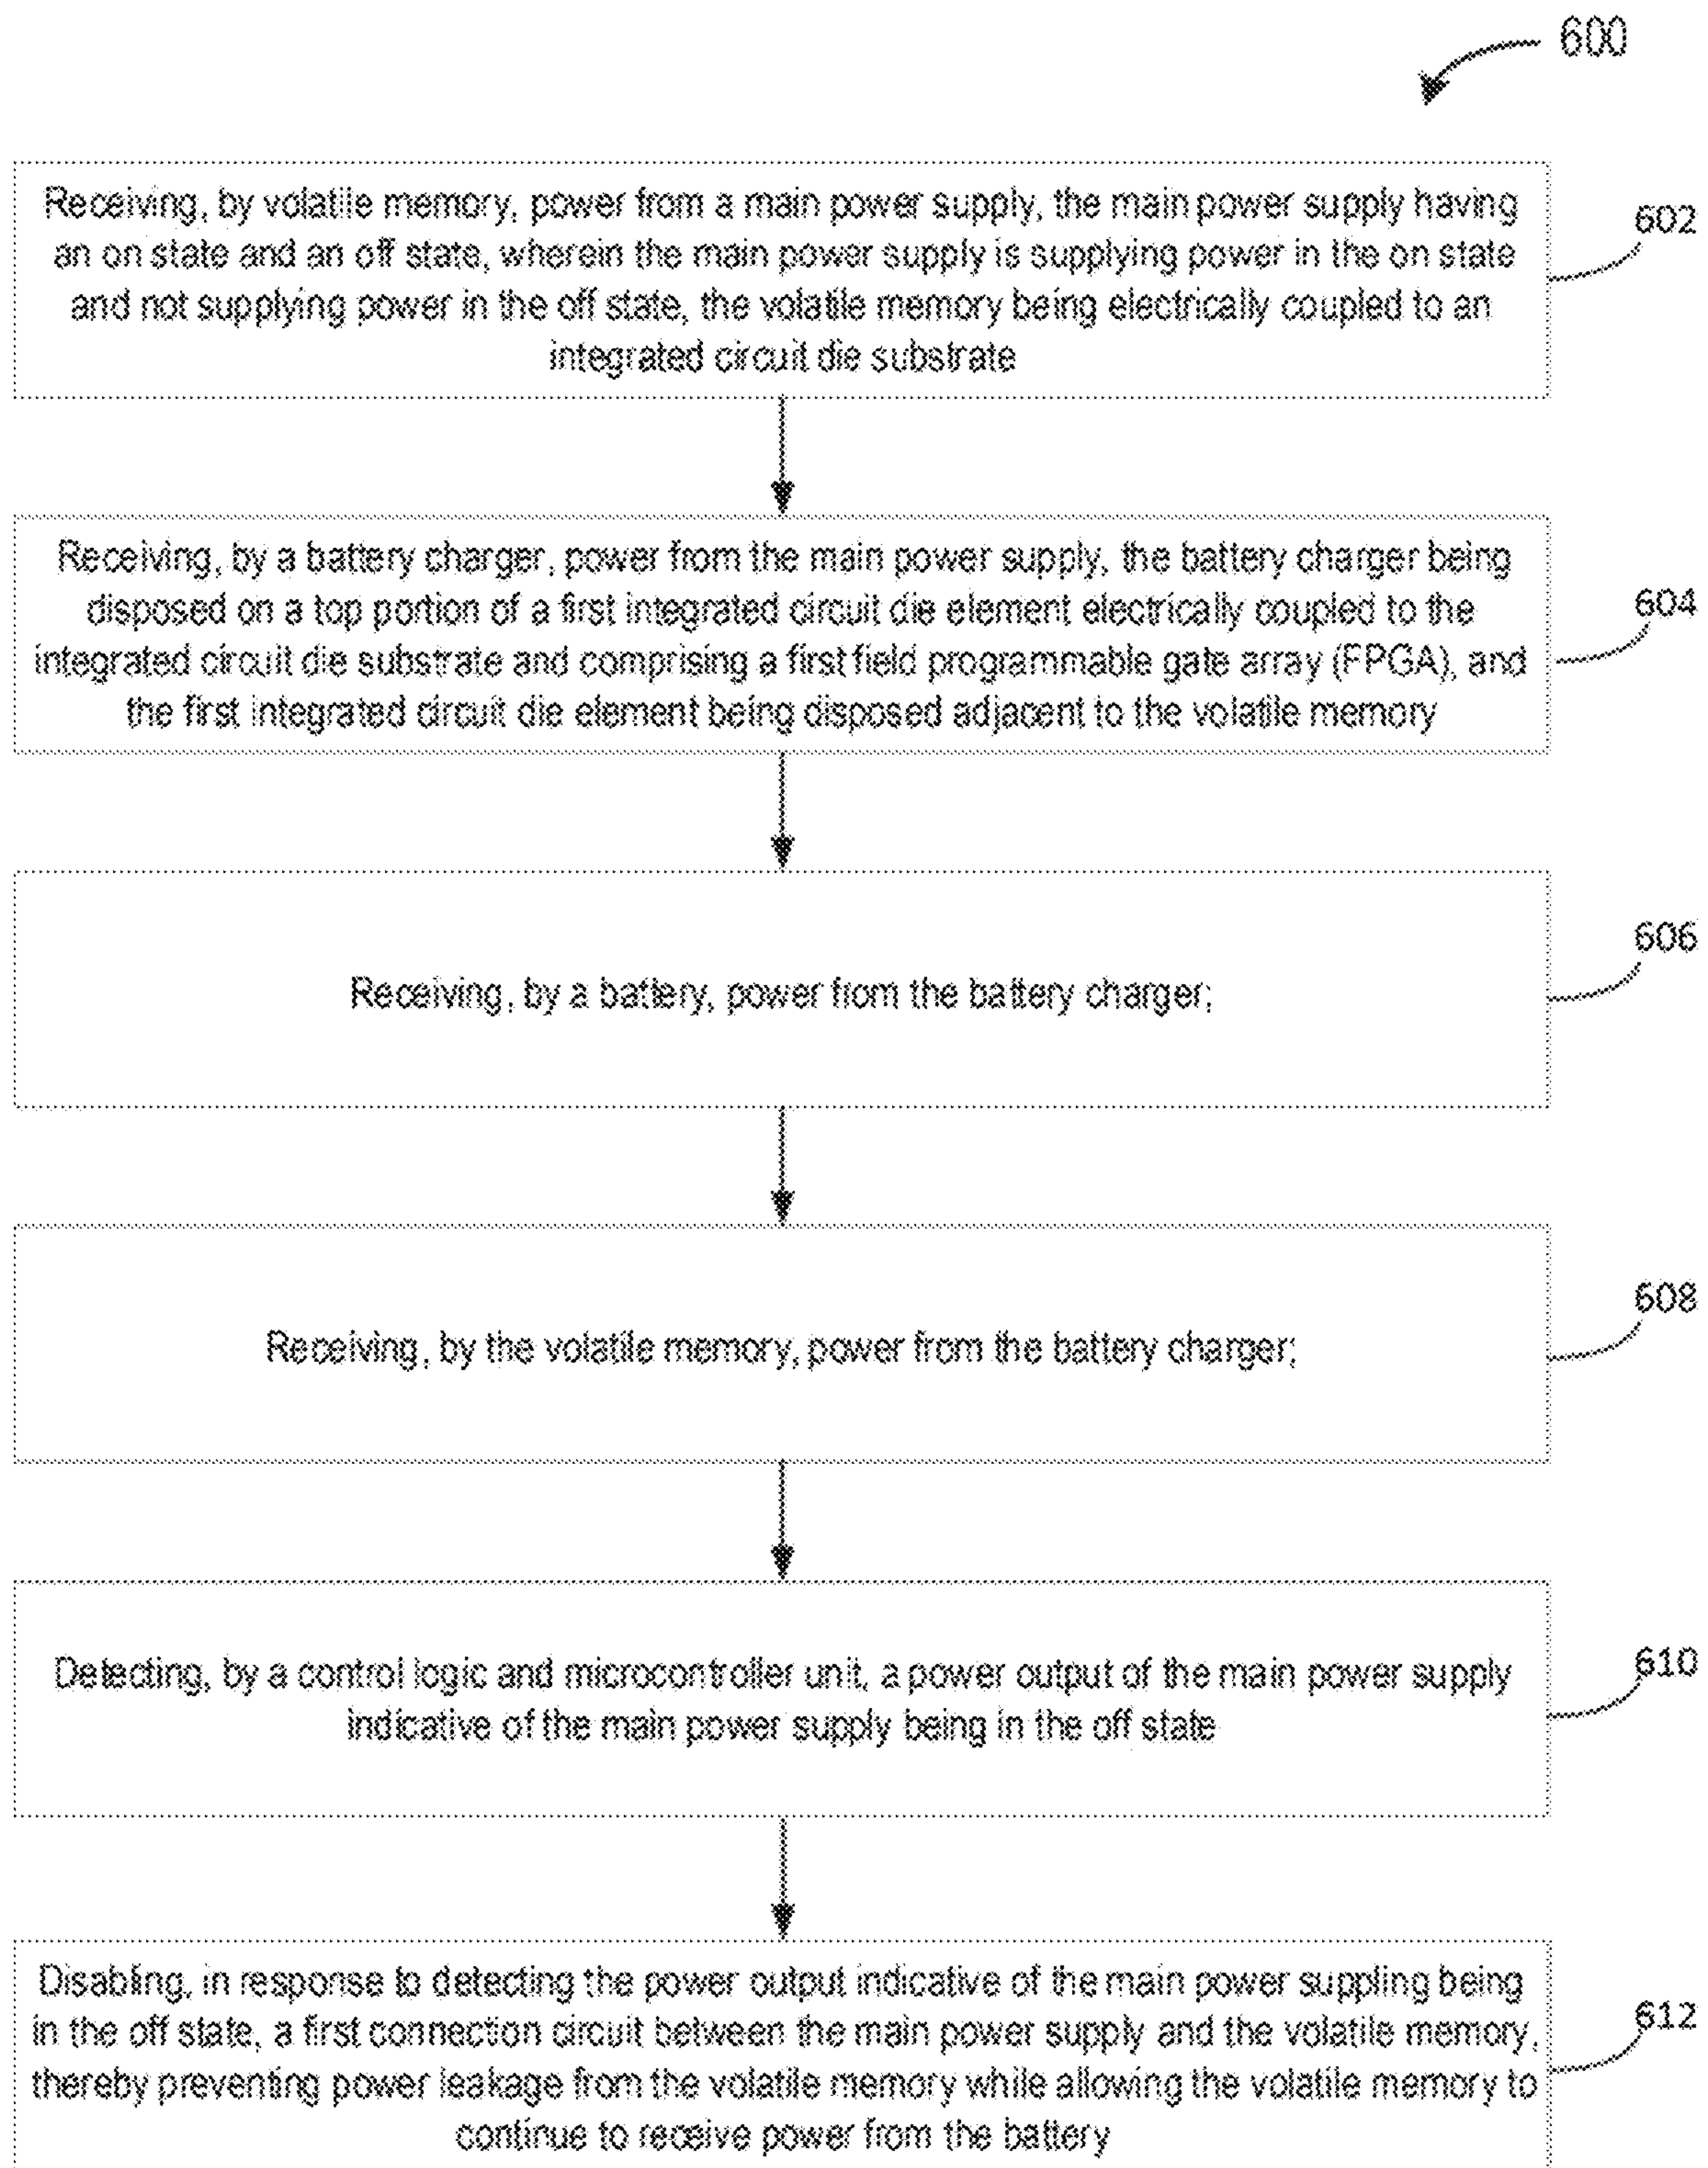 600
Receiving, by volatile memory, power from a main power supply, the main power supply having
an on state and an off state, wherein the main power supply is supplying power in the on state
and not supplying power in the off state, the volatile memory being electrically coupled to an
integrated circuit die substrate
602
Receiving, by a battery charger, power from the main power supply, the battery charger being
disposed on a top portion of a first integrated circuit die element electrically coupled to the
integrated circuit die substrate and comprising a first field programmable gate array (FPGA), and
the first integrated circuit die element being disposed adjacent to the volatile memory
604
Receiving, by a battery, power from the battery charger;
606
Receiving, by the volatile memory, power from the battery charger;
608
Detecting, by a control logic and microcontroller unit, a power output of the main power supply
indicative of the main power supply being in the off state
610
Disabling, in response to detecting the power output indicative of the main power suppling being
in the off state, a first connection circuit between the main power supply and the volatile memory,
thereby preventing power leakage from the volatile memory while allowing the volatile memory to
continue to receive power from the battery
612